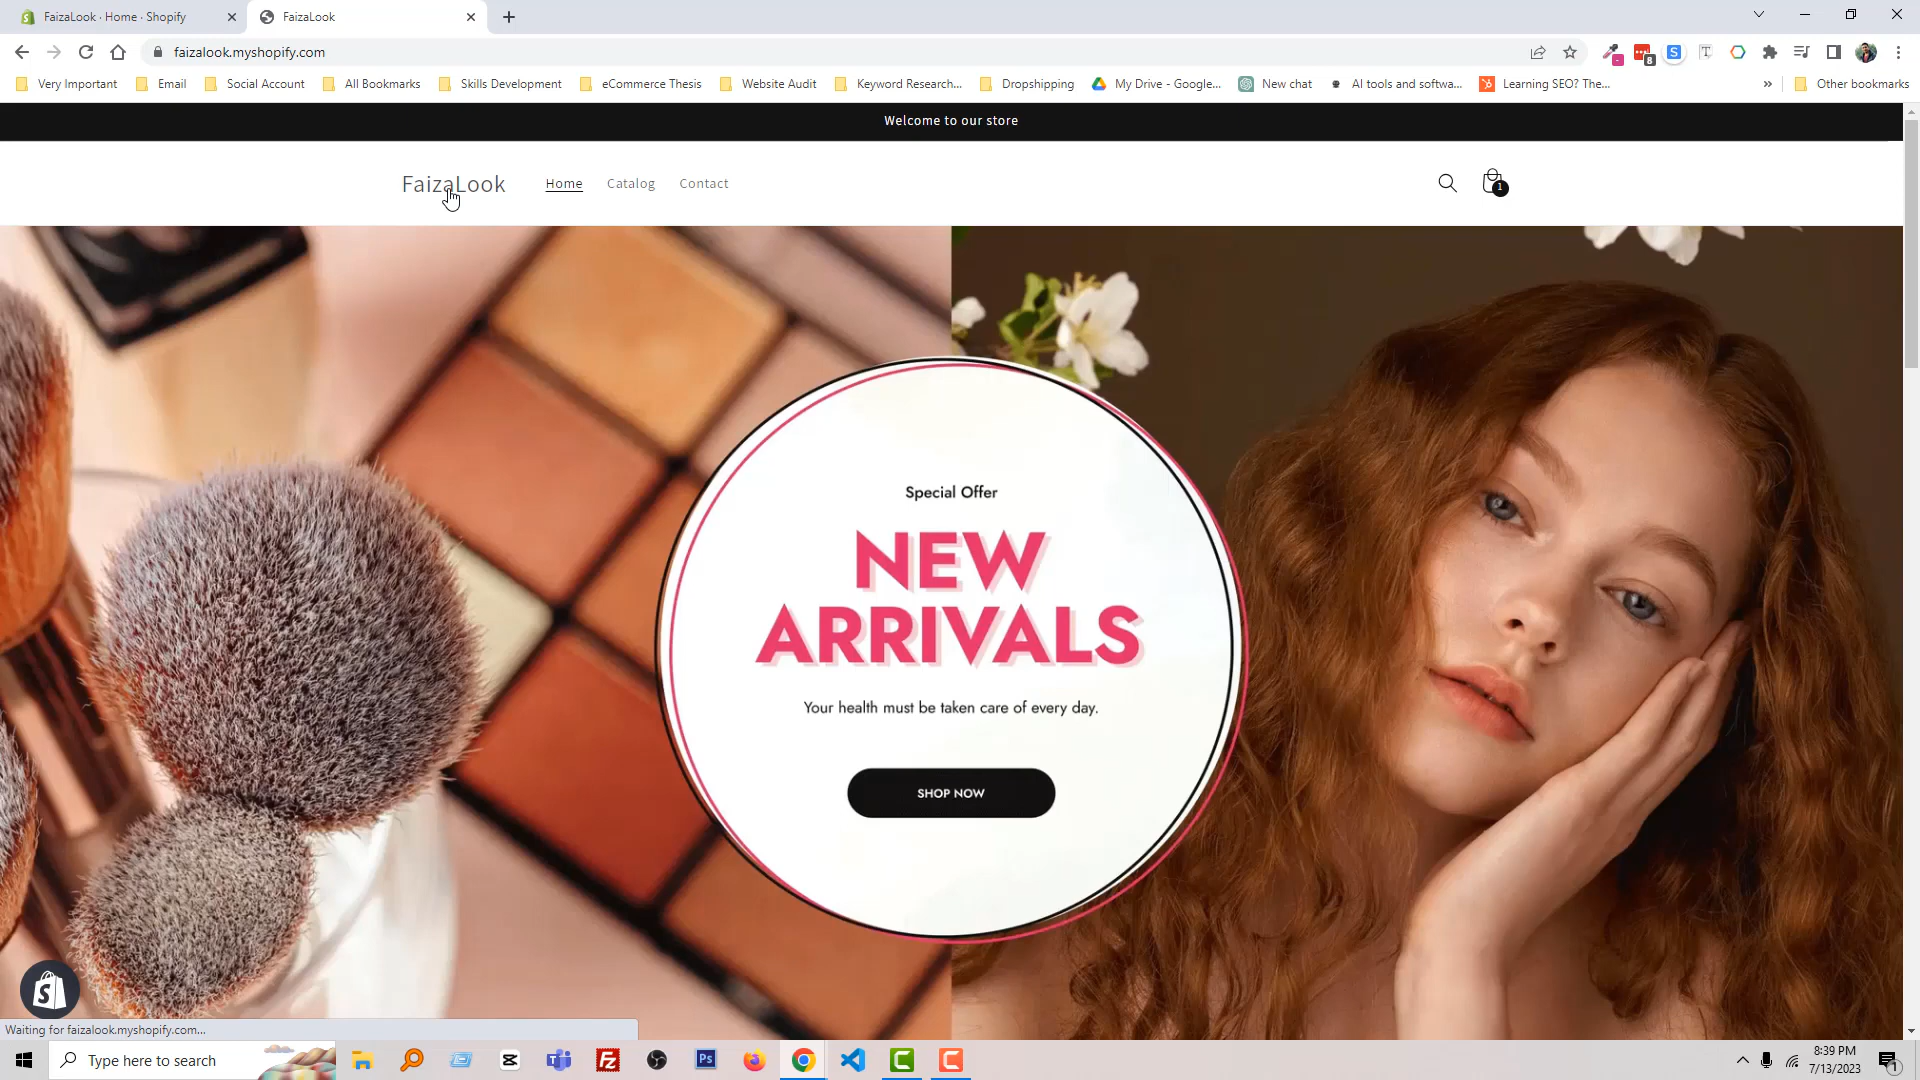 FaizaLook · Home · Shopify
FaizaLook
faizalook.myshopify.com
8
Very Important
Email
Social Account
All Bookmarks
Skills Development
eCommerce Thesis
Website Audit
Keyword Research...
Dropshipping
My Drive - Google...
New chat
AI tools and softwa...
Learning SEO? The...
»
Other bookmarks
Welcome to our store
FaizaLook
Home
Catalog
Contact
1
Special Offer
NEW
ARRIVALS
Your health must be taken care of every day.
SHOP NOW
Waiting for faizalook.myshopify.com...
Type here to search
Ps
8:39 PM
7/13/2023
1